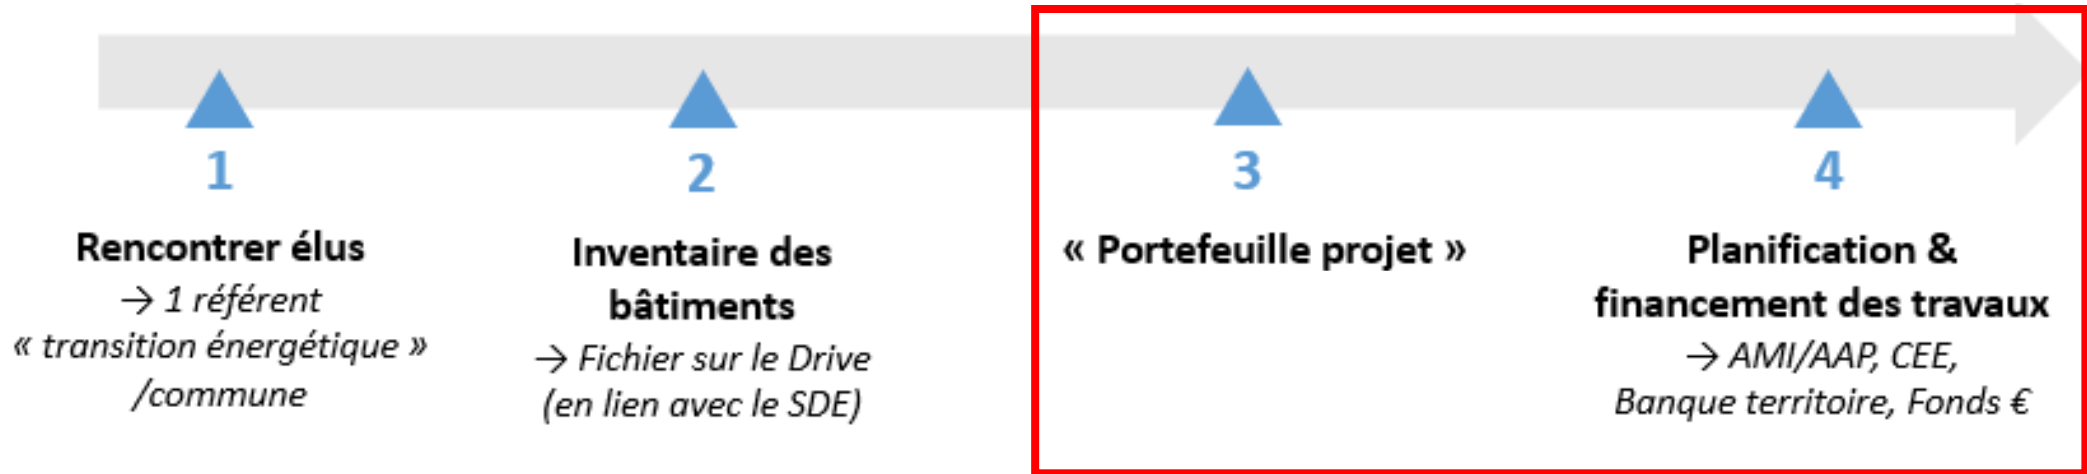 1
Rencontrer élus
→ 1 référent
« transition énergétique »
/commune
2
Inventaire des
bâtiments
→ Fichier sur le Drive
(en lien avec le SDE)
3
« Portefeuille projet »
4
Planification &
financement des travaux
→ AMI/AAP, CEE,
Banque territoire, Fonds €